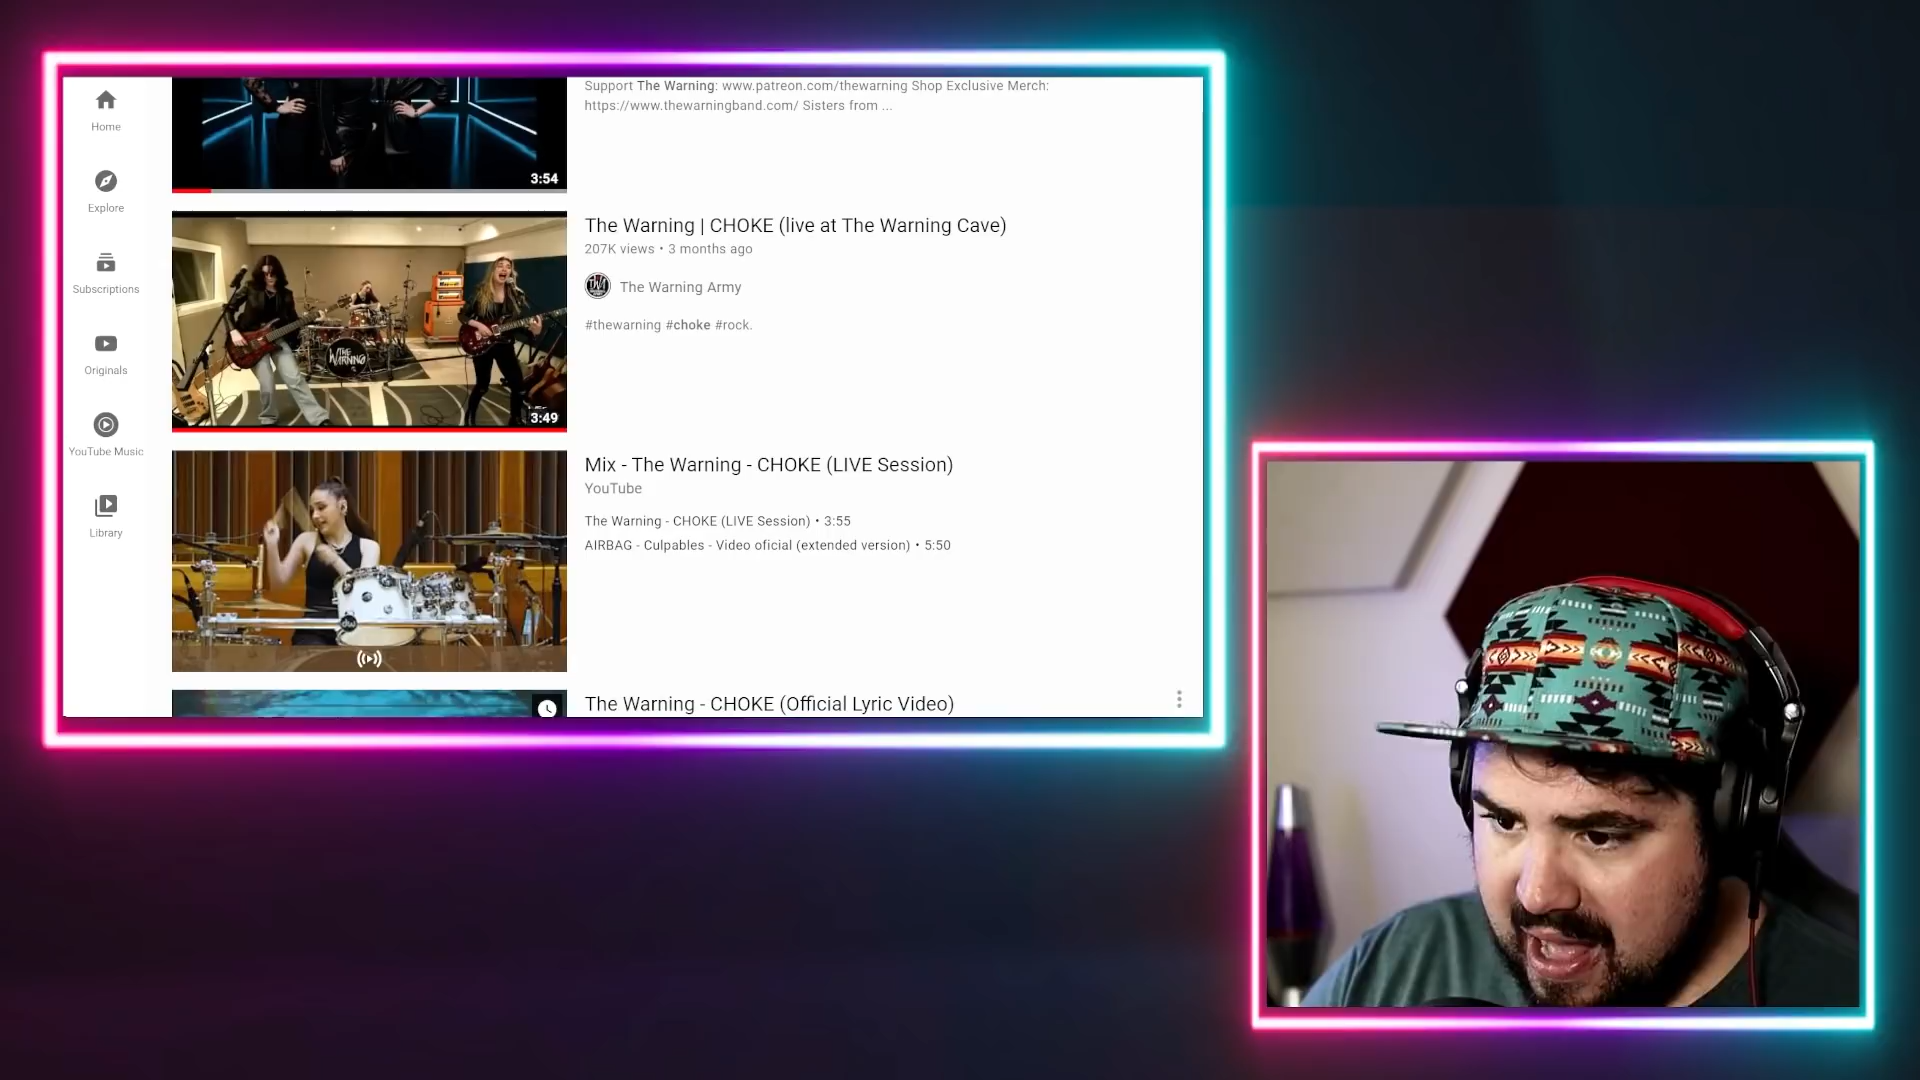 Home
Explore
Subscriptions
Originals
YouTube Music
Library
3:54
Support The Warning: www.patreon.com/thewarning Shop Exclusive Merch:
https://www.thewarningband.com/ Sisters from ...
THE
WARNING
3:49
The Warning | CHOKE (live at The Warning Cave)
207K views • 3 months ago
The Warning Army
#thewarning #choke #rock.
dw
Mix - The Warning - CHOKE (LIVE Session)
YouTube
The Warning - CHOKE (LIVE Session) • 3:55
AIRBAG - Culpables - Video oficial (extended version) • 5:50
The Warning - CHOKE (Official Lyric Video)